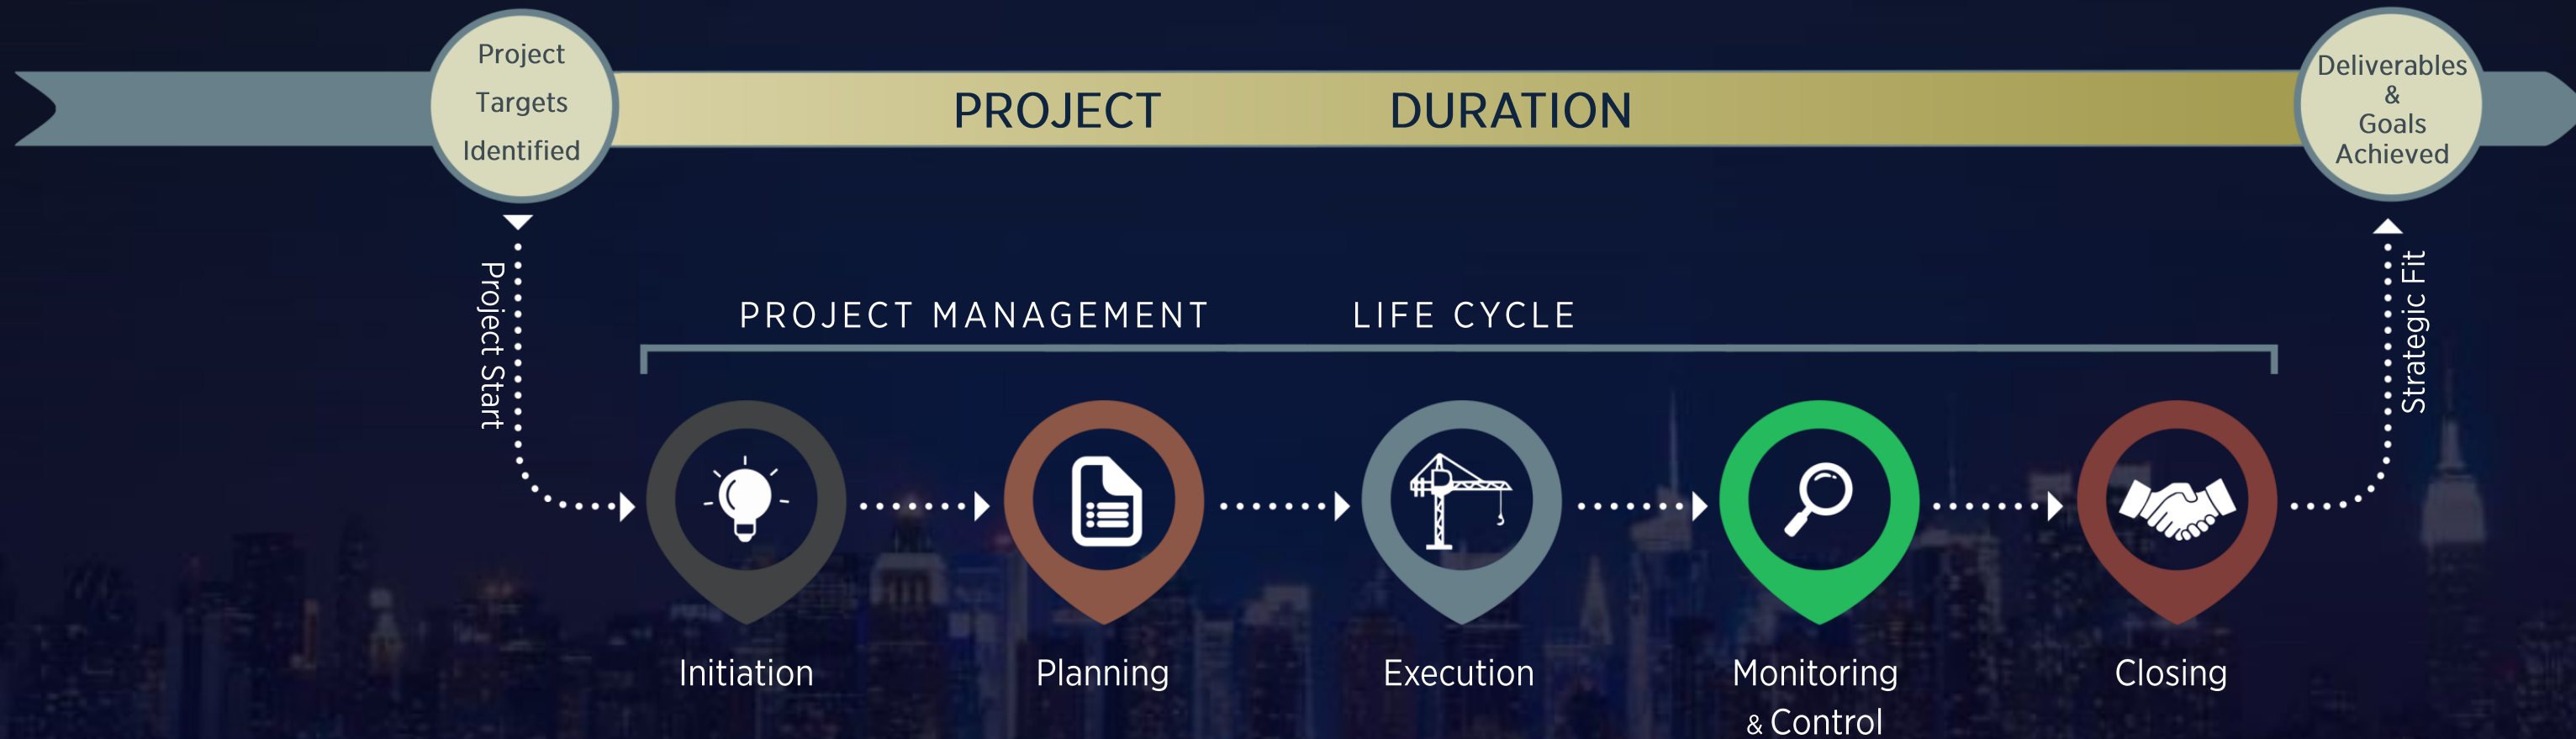 Project
Targets
Identified
PROJECT DURATION
Deliverables
&
Goals
Achieved
Project Start
Strategic Fit
PROJECT MANAGEMENT LIFE CYCLE
Initiation
Planning
Execution
Monitoring
& Control
Closing